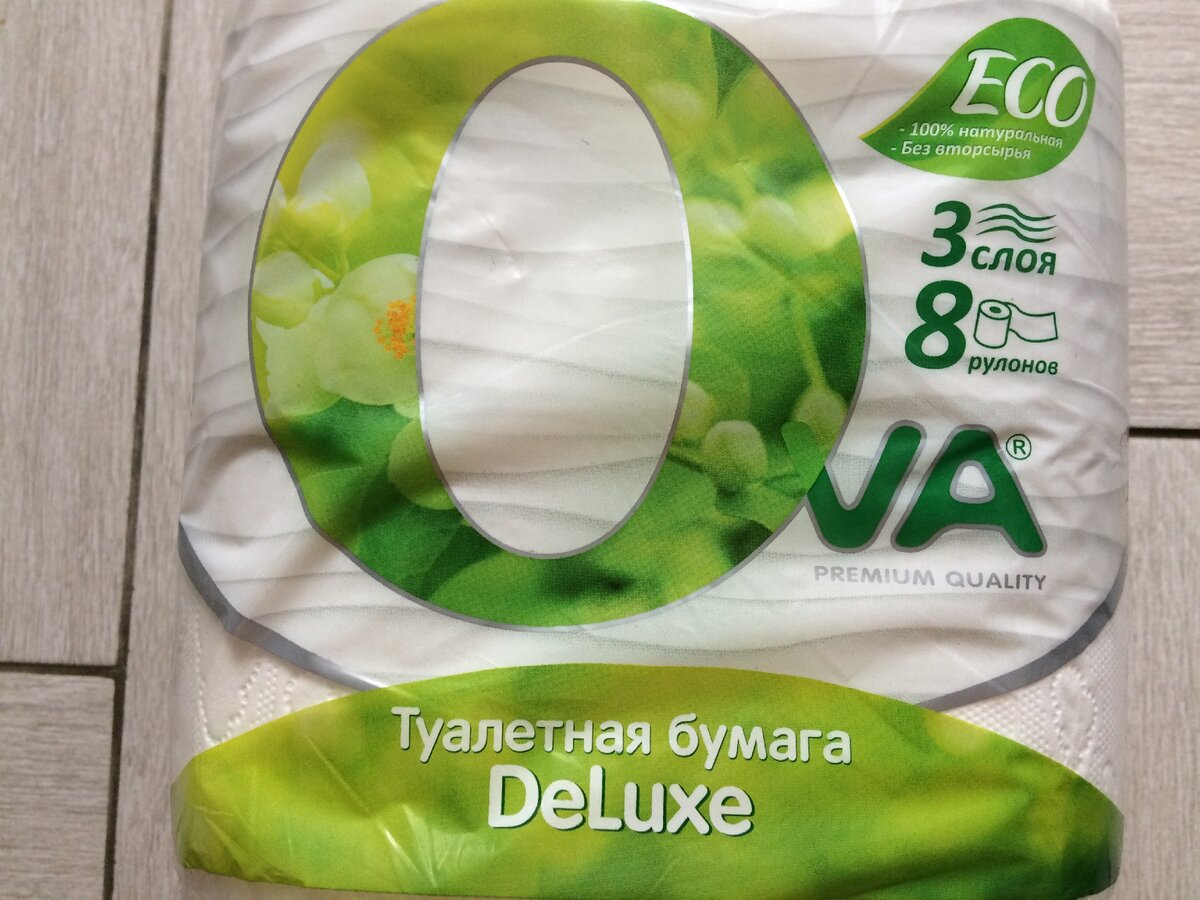 ECO
- 100% натуральная
- Без вторсырья
3 слоя
8 рулонов
OVA®
PREMIUM QUALITY
Туалетная бумага
DeLuxe